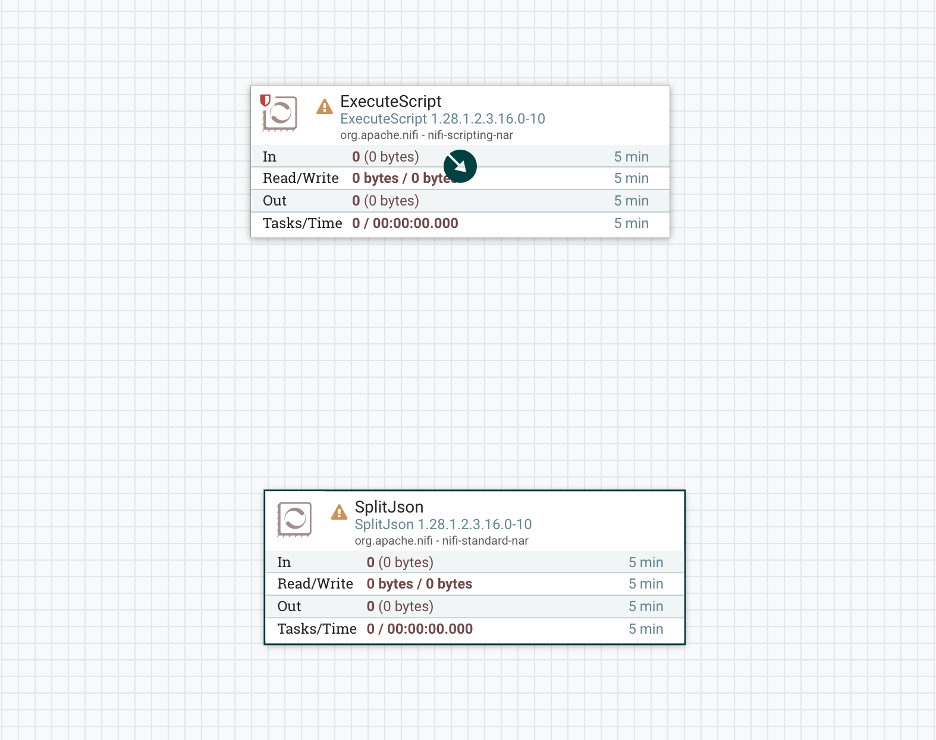 ExecuteScript
ExecuteScript 1.28.1.2.3.16.0-10
org.apache.nifi - nifi-scripting-nar
In 0 (0 bytes) 5 min
Read/Write 0 bytes / 0 bytes 5 min
Out 0 (0 bytes) 5 min
Tasks/Time 0 / 00:00:00.000 5 min
SplitJson
SplitJson 1.28.1.2.3.16.0-10
org.apache.nifi - nifi-standard-nar
In 0 (0 bytes) 5 min
Read/Write 0 bytes / 0 bytes 5 min
Out 0 (0 bytes) 5 min
Tasks/Time 0 / 00:00:00.000 5 min